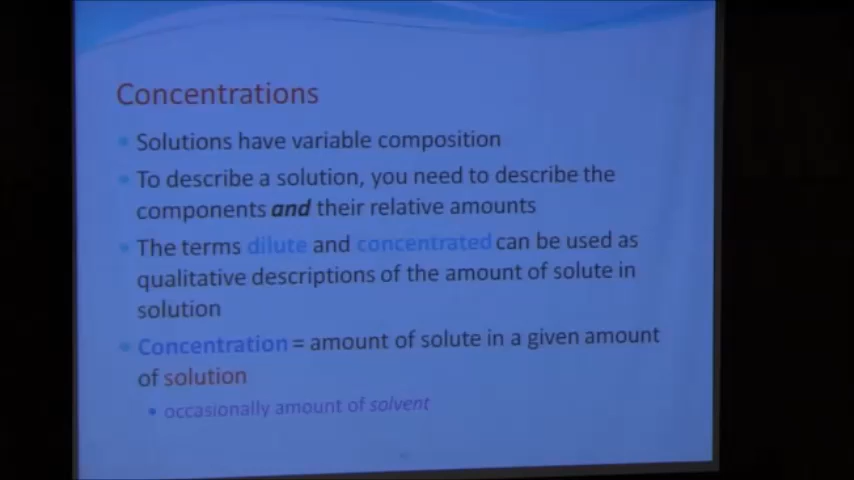 Concentrations
• Solutions have variable composition
• To describe a solution, you need to describe the
components and their relative amounts
• The terms dilute and concentrated can be used as
qualitative descriptions of the amount of solute in
solution
• Concentration = amount of solute in a given amount
of solution
• occasionally amount of solvent